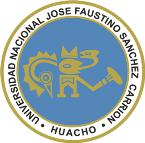 UNIVERSIDAD NACIONAL JOSE FAUSTINO SANCHEZ CARRION
• HUACHO •